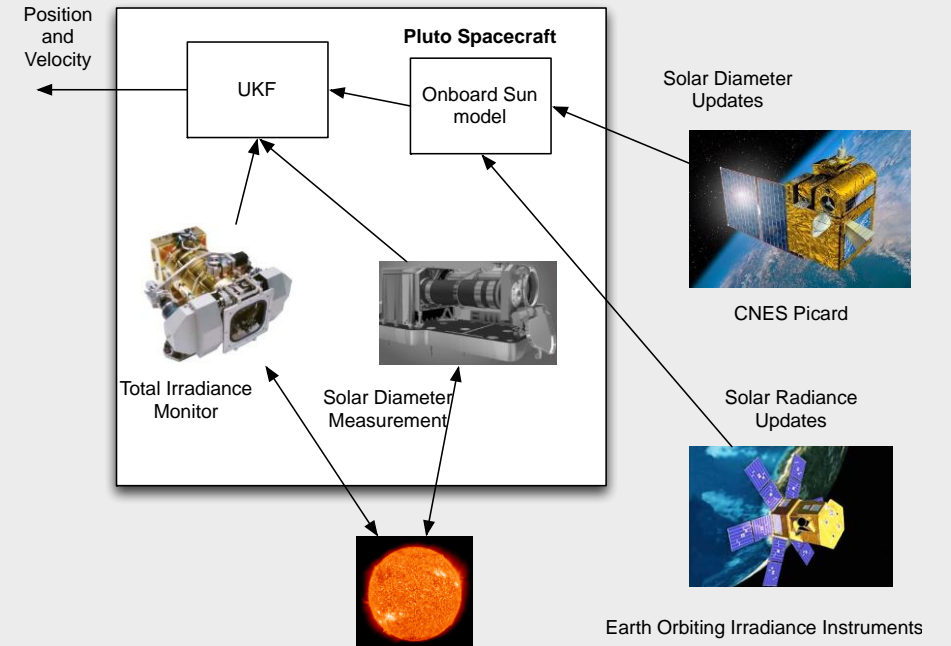 Position
and
Velocity
Pluto Spacecraft
UKF
Onboard Sun
model
Solar Diameter
Updates
CNES Picard
Total Irradiance
Monitor
Solar Diameter
Measurement
Solar Radiance
Updates
Earth Orbiting Irradiance Instruments